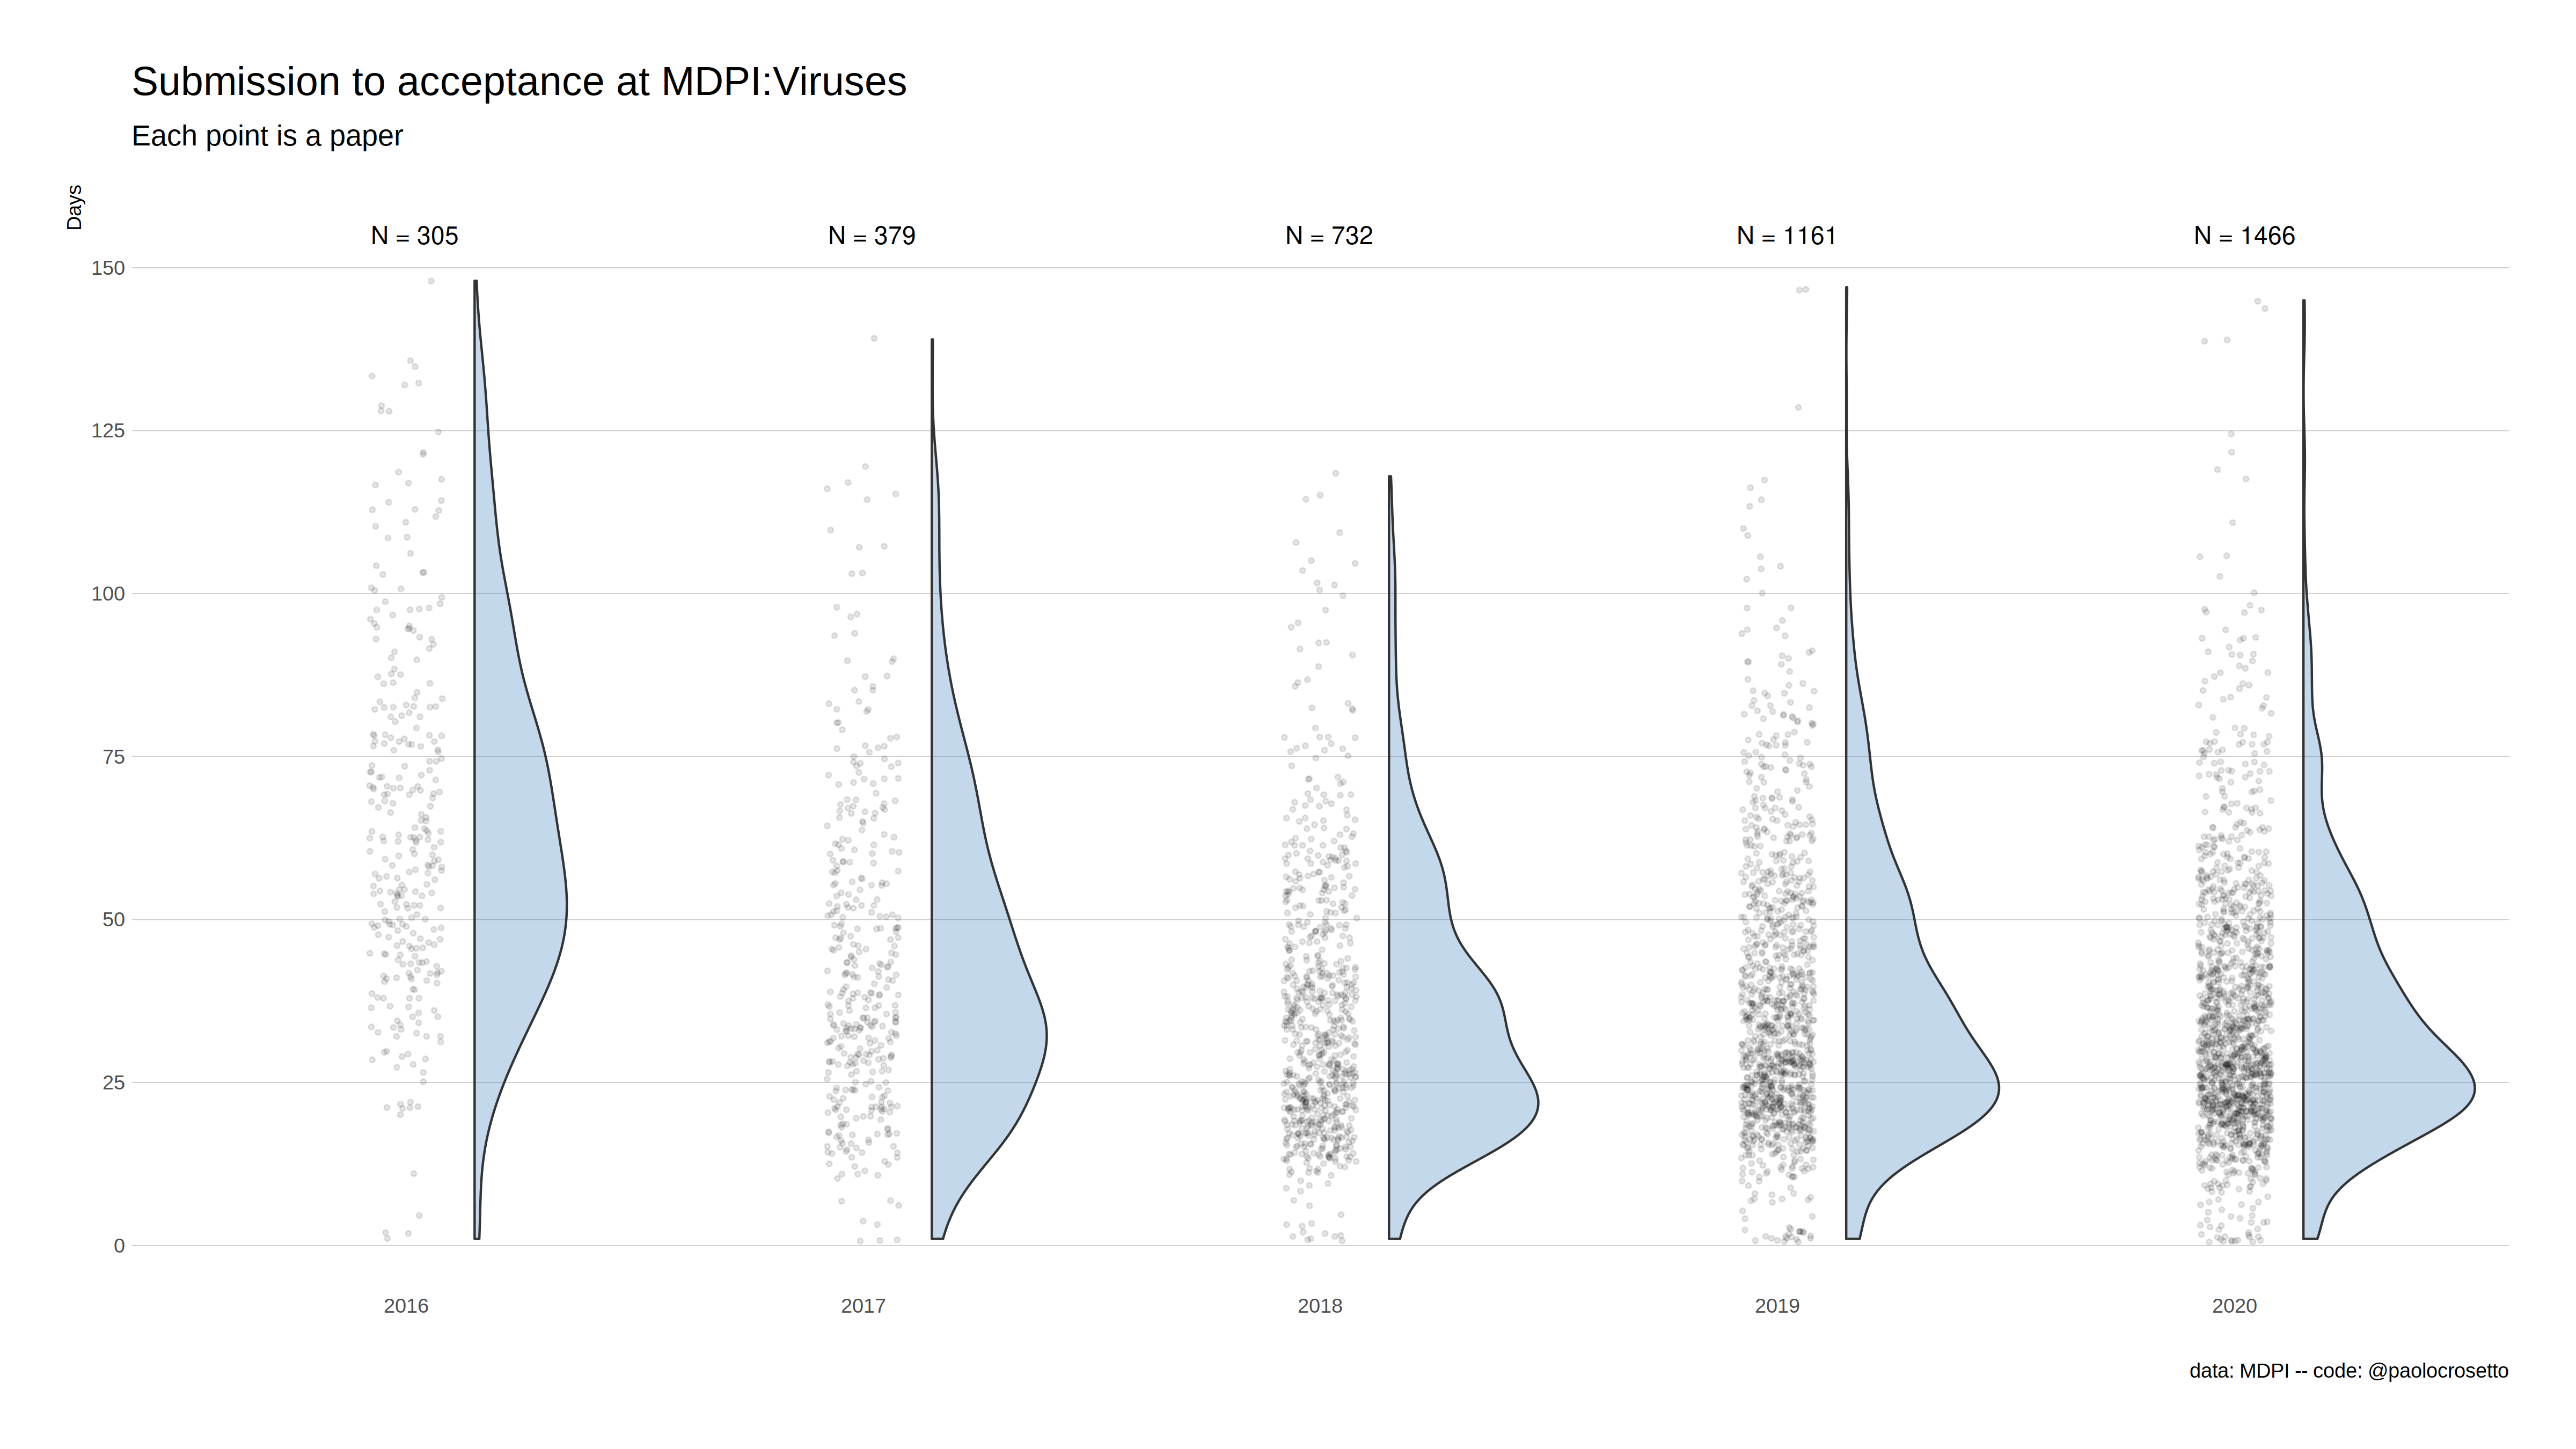 Submission to acceptance at MDPI:Viruses
Each point is a paper
Days
N = 305
N = 379
N = 732
N = 1161
N = 1466
150
125
100
75
50
25
0
2016
2017
2018
2019
2020
data: MDPI -- code: @paolocrosetto